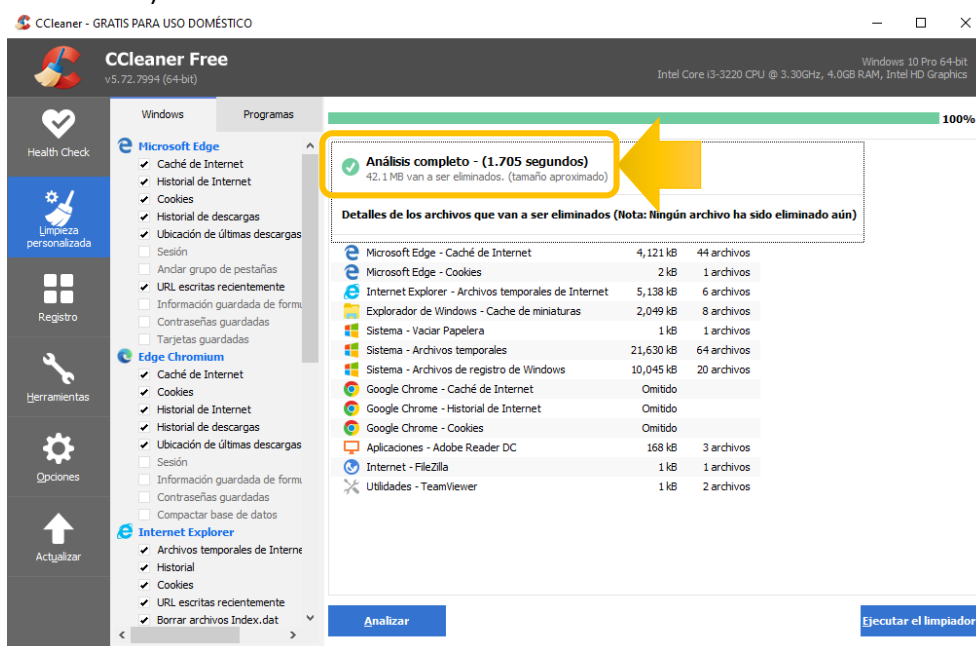 CCleaner - GRATIS PARA USO DOMÉSTICO
CCleaner Free
v5.72.7994 (64-bit)
Windows 10 Pro 64-bit
Intel Core i3-3220 CPU @ 3.30GHz, 4.0GB RAM, Intel HD Graphics
Health Check
Limpieza
personalizada
Registro
Herramientas
Opciones
Actualizar
Windows
Programas
Microsoft Edge
Caché de Internet
Historial de Internet
Cookies
Historial de descargas
Ubicación de últimas descargas
Sesión
Andar grupo de pestañas
URL escritas recientemente
Información guardada de formu
Contraseñas guardadas
Tarjetas guardadas
Edge Chromium
Caché de Internet
Cookies
Historial de Internet
Historial de descargas
Ubicación de últimas descargas
Sesión
Información guardada de formu
Contraseñas guardadas
Compactar base de datos
Internet Explorer
Archivos temporales de Interne
Historial
Cookies
URL escritas recientemente
Borrar archivos Index.dat
100%
Análisis completo - (1.705 segundos)
42.1 MB van a ser eliminados. (tamaño aproximado)
Detalles de los archivos que van a ser eliminados (Nota: Ningún archivo ha sido eliminado aún)
Microsoft Edge - Caché de Internet 4,121 kB 44 archivos
Microsoft Edge - Cookies 2 kB 1 archivos
Internet Explorer - Archivos temporales de Internet 5,138 kB 6 archivos
Explorador de Windows - Cache de miniaturas 2,049 kB 8 archivos
Sistema - Vaciar Papelera 1 kB 1 archivos
Sistema - Archivos temporales 21,630 kB 64 archivos
Sistema - Archivos de registro de Windows 10,045 kB 20 archivos
Google Chrome - Caché de Internet Omitido
Google Chrome - Historial de Internet Omitido
Google Chrome - Cookies Omitido
Aplicaciones - Adobe Reader DC 168 kB 3 archivos
Internet - FileZilla 1 kB 1 archivos
Utilidades - TeamViewer 1 kB 2 archivos
Analizar
Ejecutar el limpiador